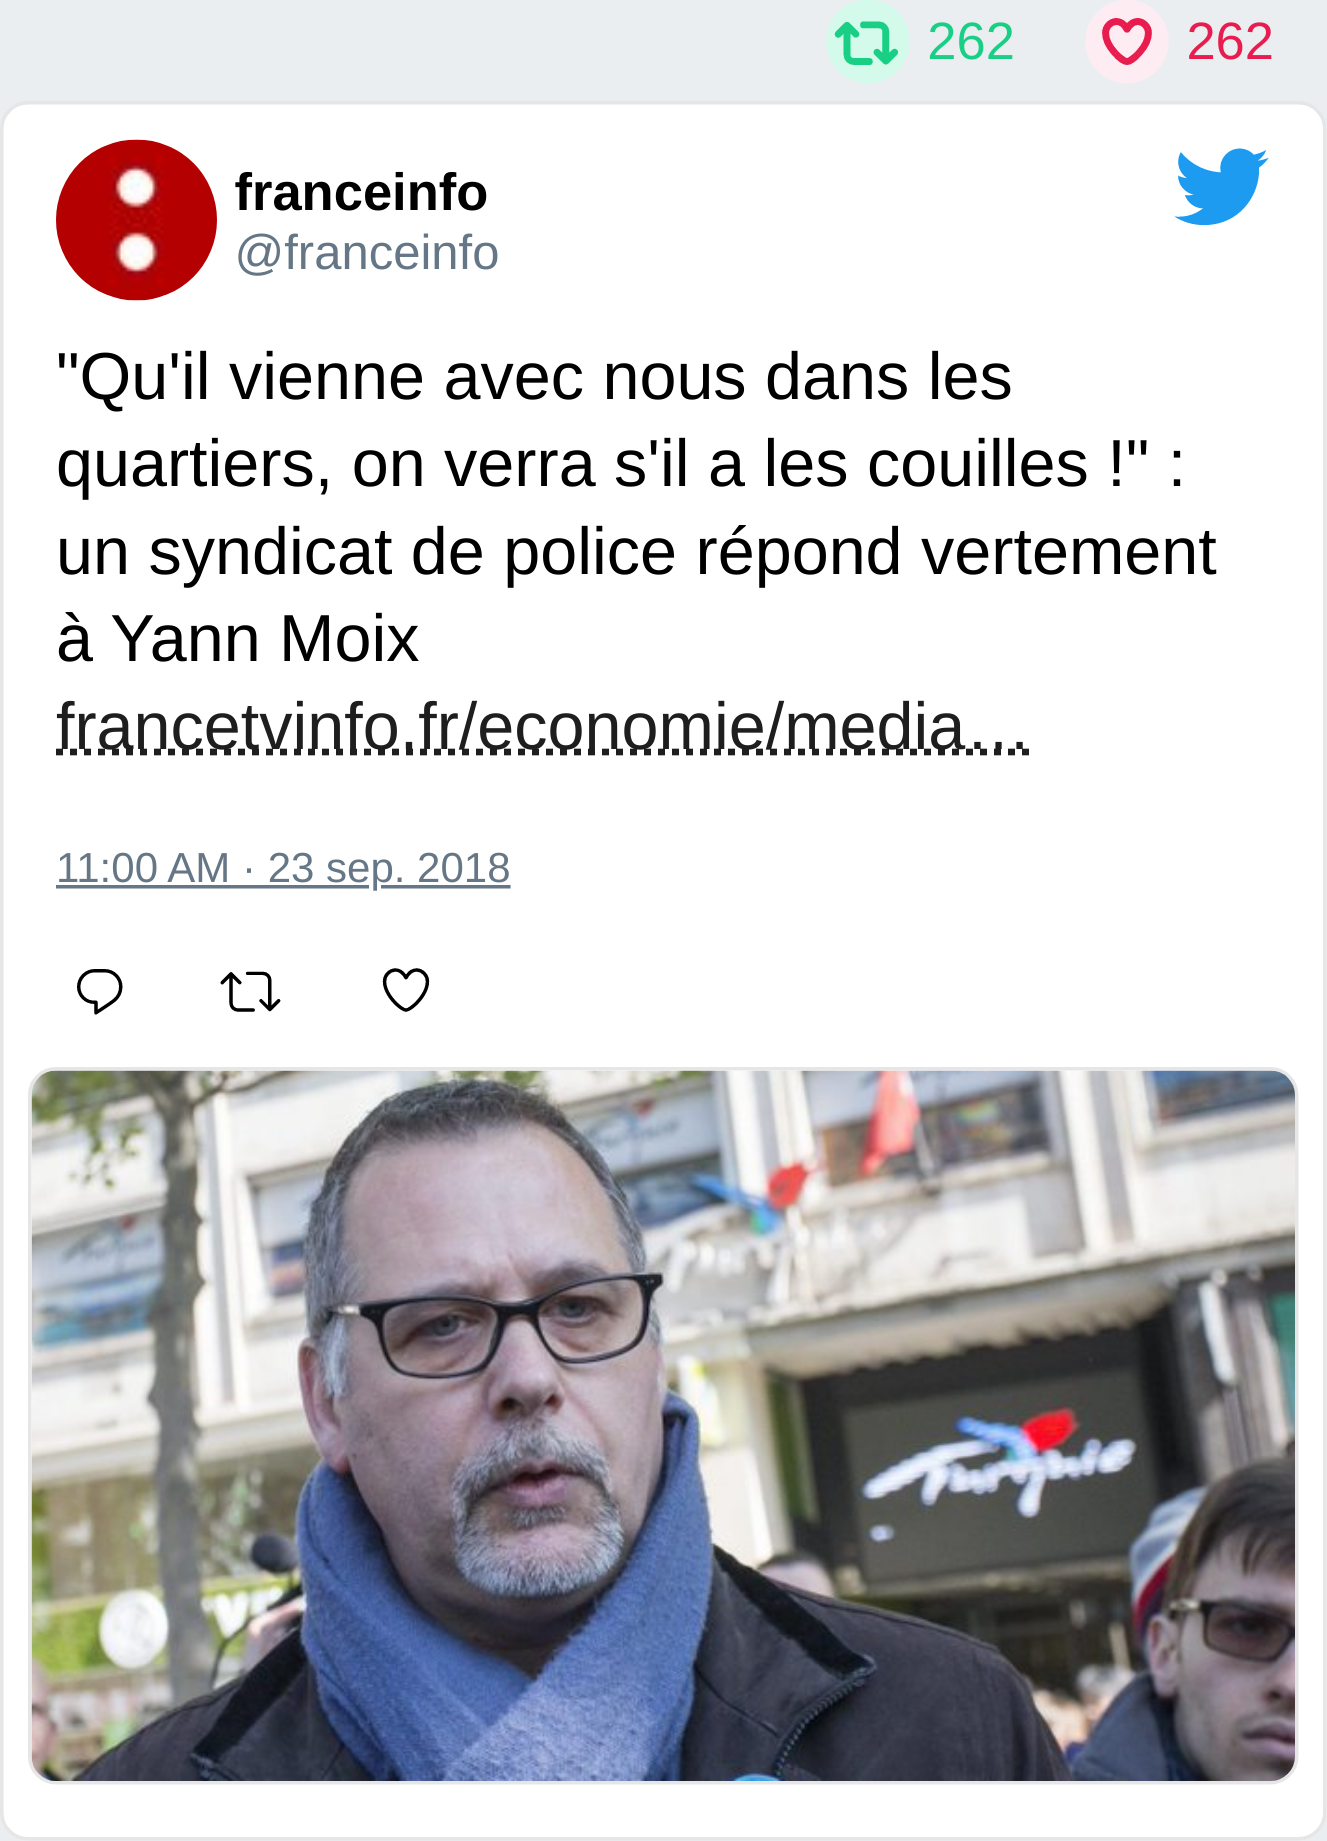 262 262
franceinfo
@franceinfo
"Qu'il vienne avec nous dans les
quartiers, on verra s'il a les couilles !" :
un syndicat de police répond vertement
à Yann Moix
francetvinfo.fr/economie/media…
11:00 AM · 23 sep. 2018
Turquie